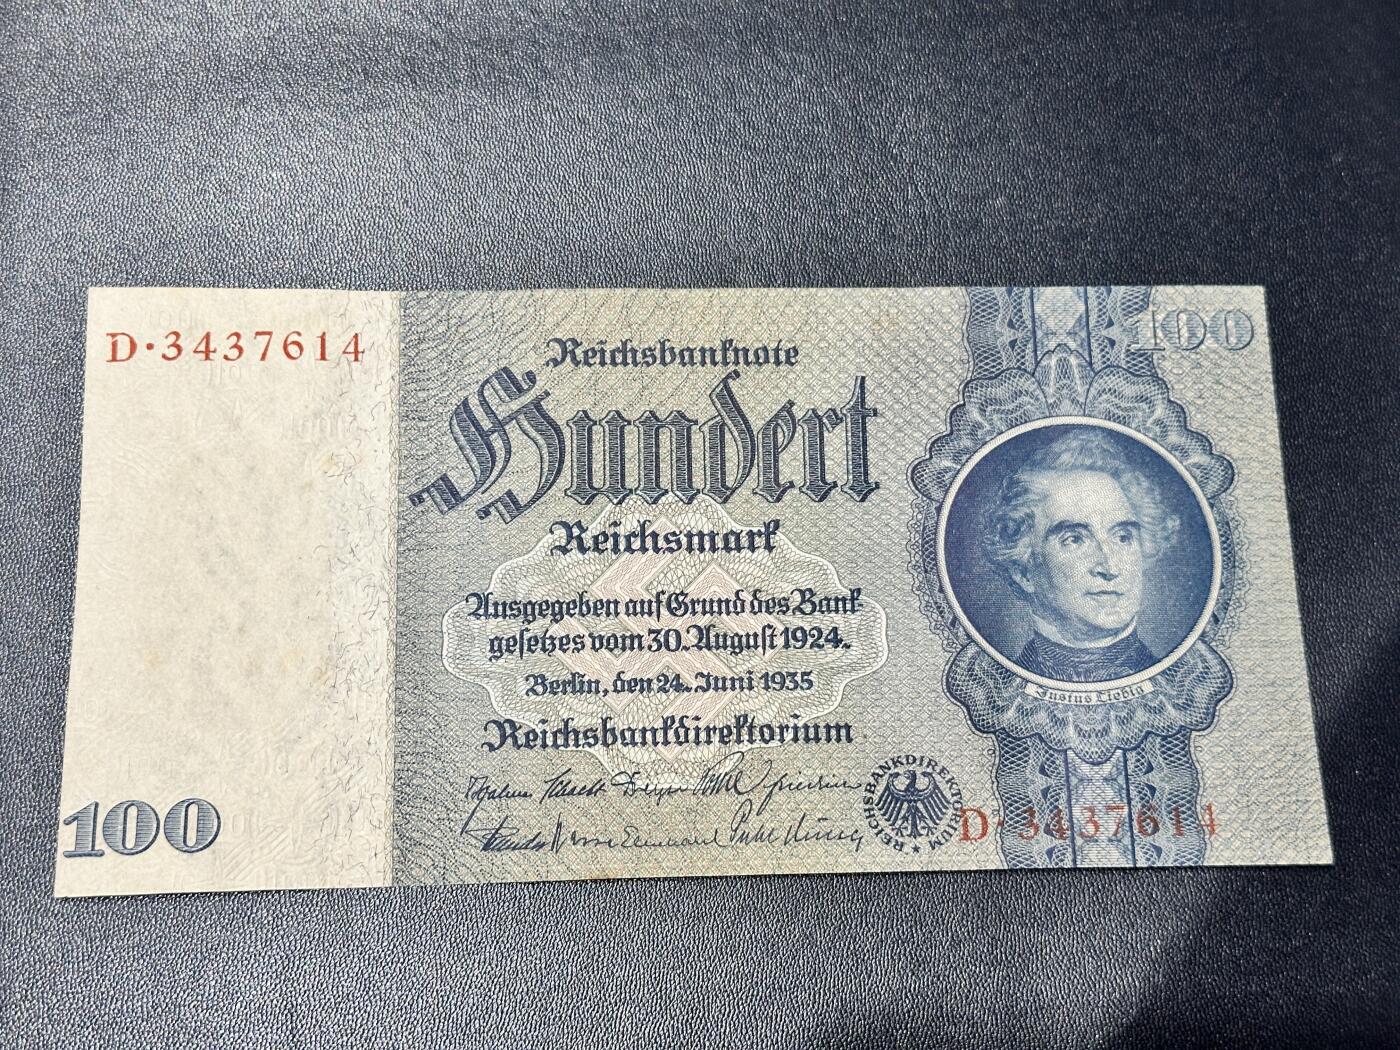 D·3437614
100
Reichsbanknote
Hundert
Reichsmark
Ausgegeben auf Grund des Bank-
gesetzes vom 30. August 1924.
Berlin, den 24. Juni 1935
Reichsbankdirektorium
REICHSBANKDIREKTORIUM
Justus Liebig
D·3437614
100